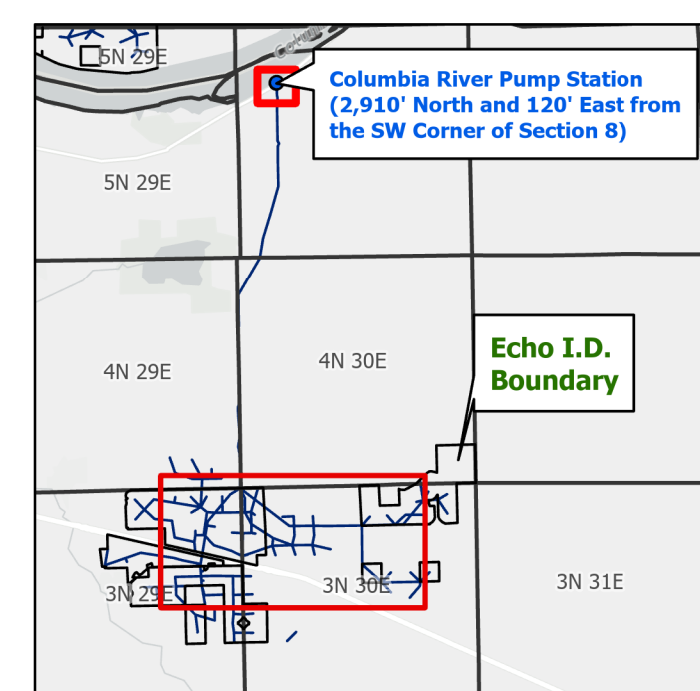 5N 29E
Columbia River Pump Station
(2,910' North and 120' East from
the SW Corner of Section 8)
5N 29E
Echo I.D.
Boundary
4N 30E
4N 29E
3N 29E
3N 30E
3N 31E